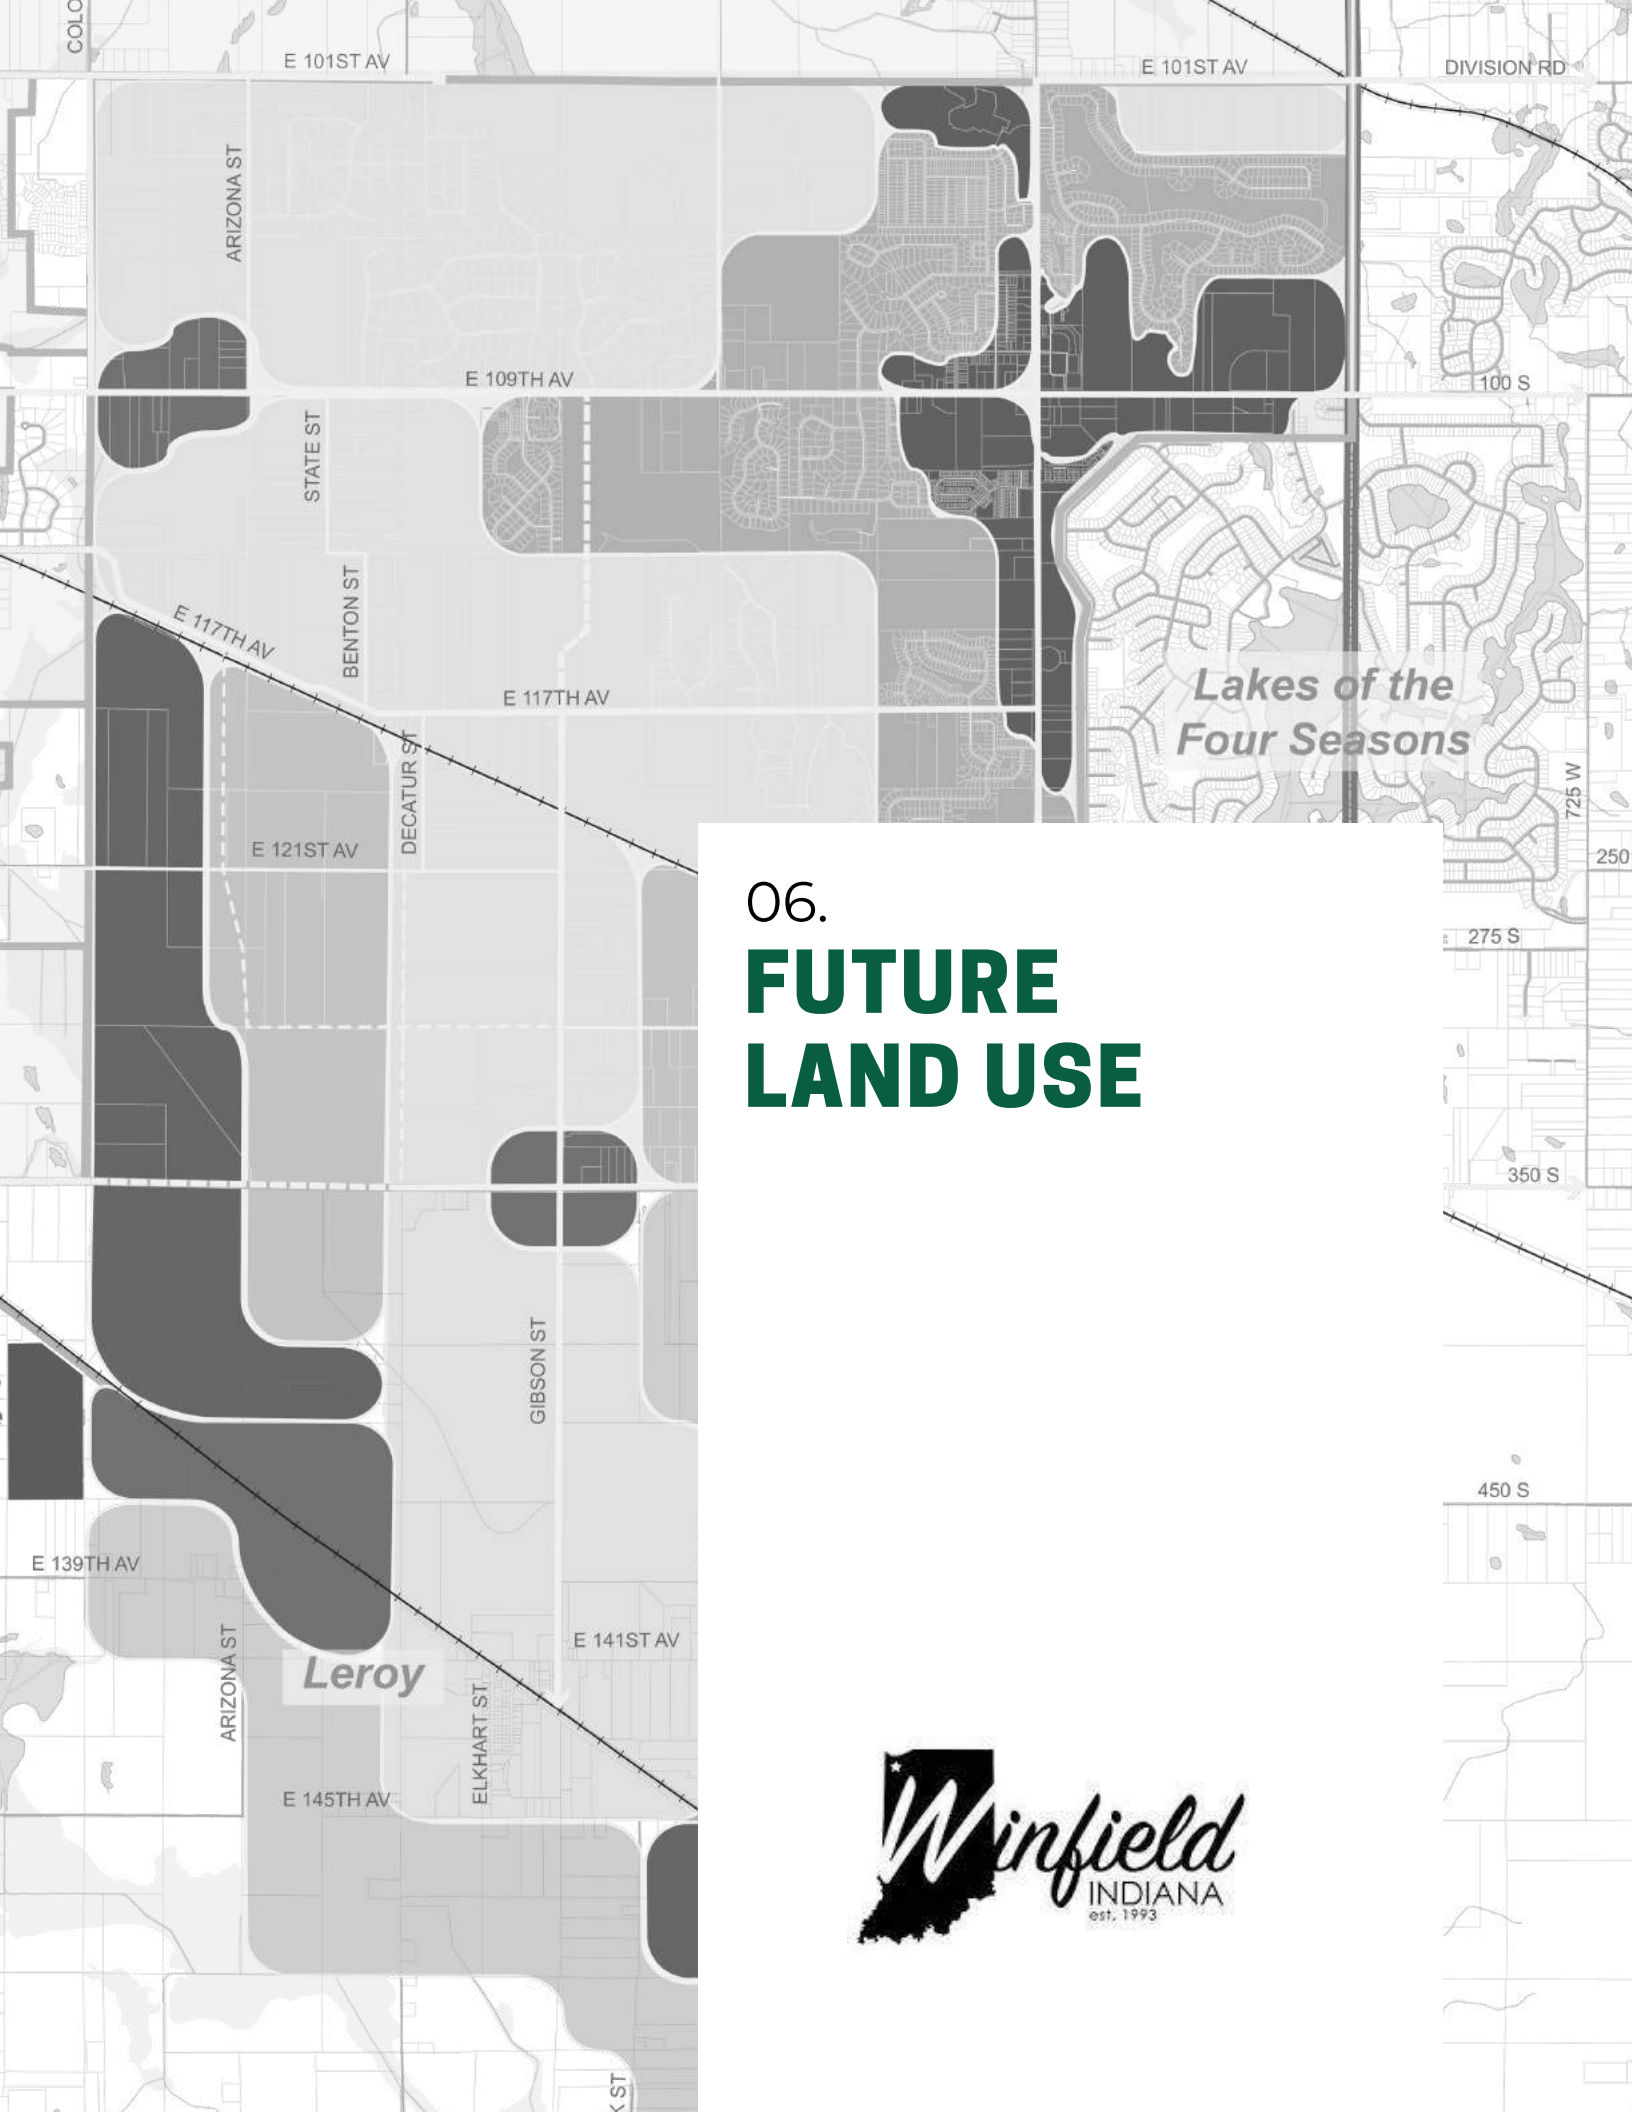 COLO
E 101ST AV
E 101ST AV
DIVISION RD
ARIZONA ST
E 109TH AV
100 S
STATE ST
BENTON ST
E 117TH AV
E 117TH AV
Lakes of the
Four Seasons
DECATUR ST
725 W
E 121ST AV
250
06.
FUTURE
LAND USE
275 S
350 S
GIBSON ST
450 S
E 139TH AV
ARIZONA ST
E 141ST AV
Leroy
ELKHART ST
E 145TH AV
Winfield
INDIANA
est. 1993
K ST